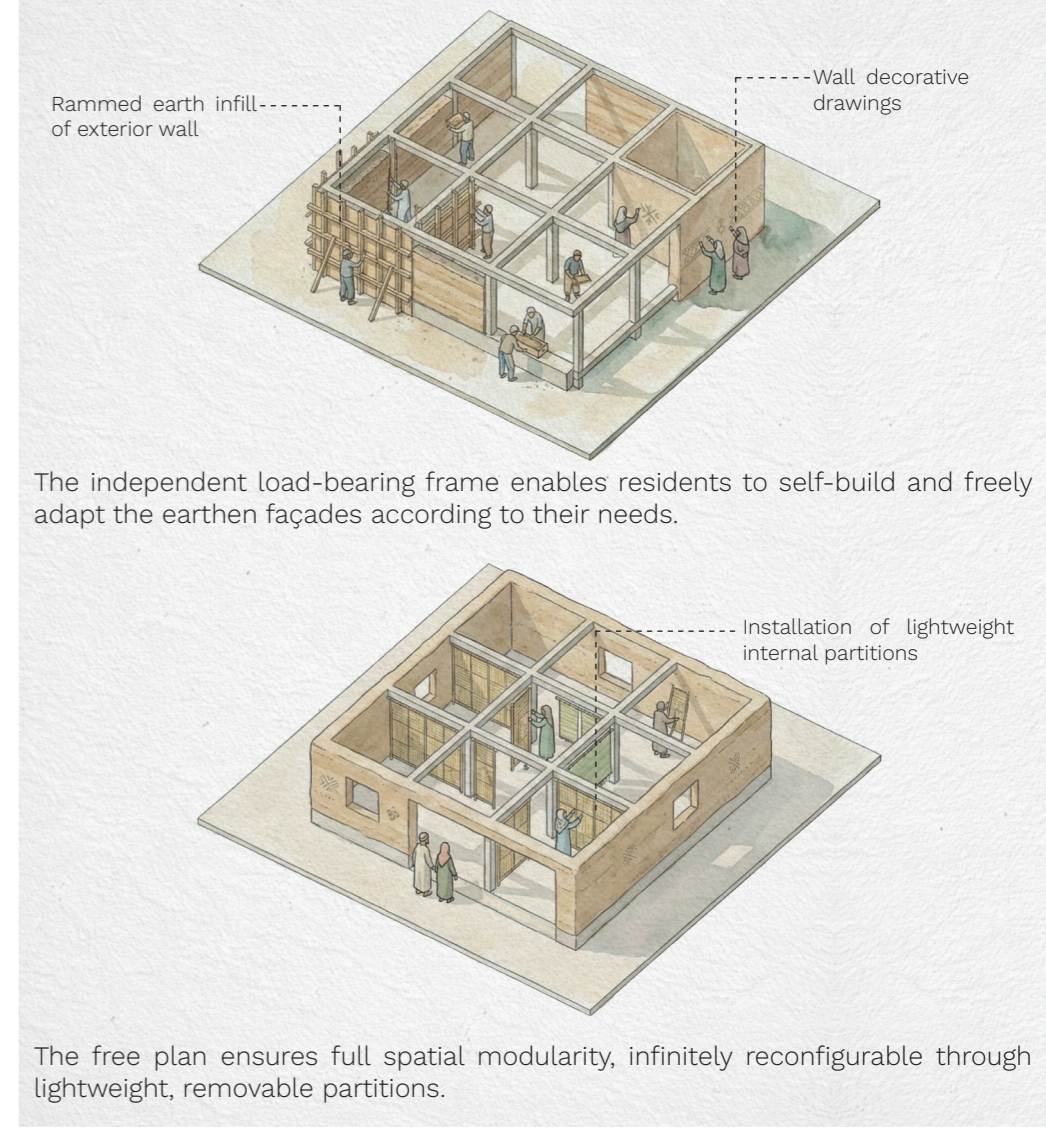 Rammed earth infill
of exterior wall
Wall decorative
drawings
The independent load-bearing frame enables residents to self-build and freely
adapt the earthen façades according to their needs.
Installation of lightweight
internal partitions
The free plan ensures full spatial modularity, infinitely reconfigurable through
lightweight, removable partitions.